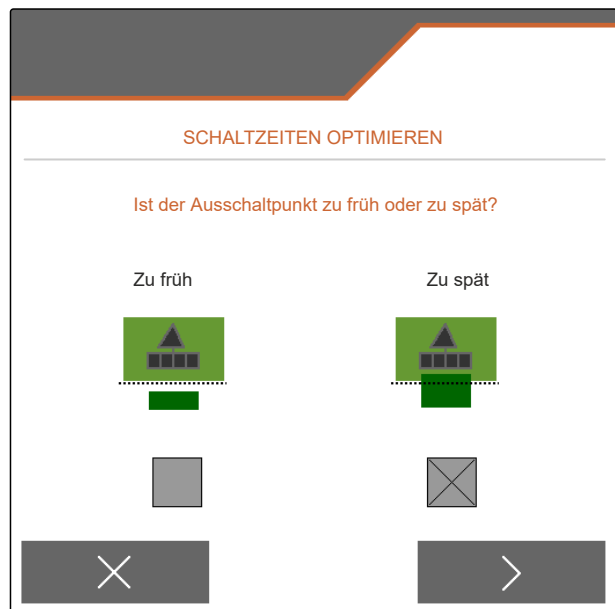 SCHALTZEITEN OPTIMIEREN
Ist der Ausschaltpunkt zu früh oder zu spät?
Zu früh
Zu spät